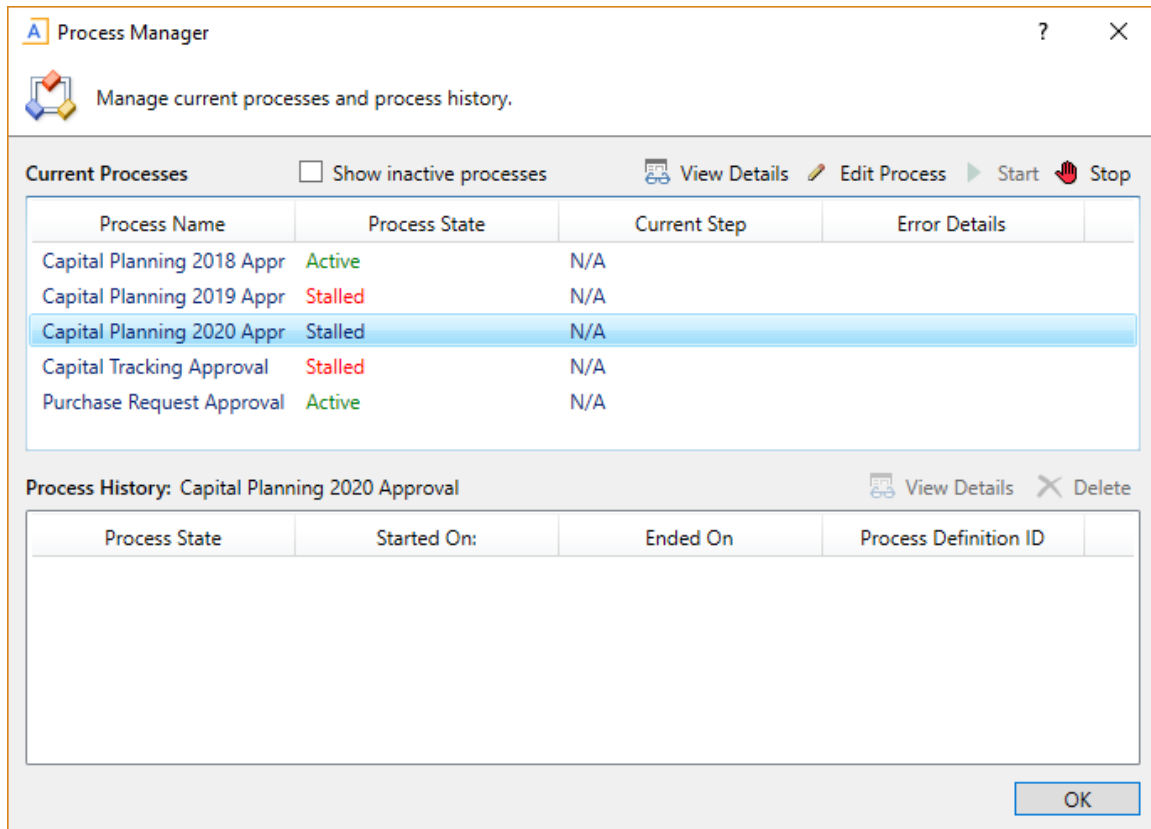 A Process Manager ?
Manage current processes and process history.
Current Processes Show inactive processes View Details Edit Process Start Stop
Process Name Process State Current Step Error Details
Capital Planning 2018 Appr Active N/A
Capital Planning 2019 Appr Stalled N/A
Capital Planning 2020 Appr Stalled N/A
Capital Tracking Approval Stalled N/A
Purchase Request Approval Active N/A
Process History: Capital Planning 2020 Approval View Details Delete
Process State Started On: Ended On Process Definition ID
OK